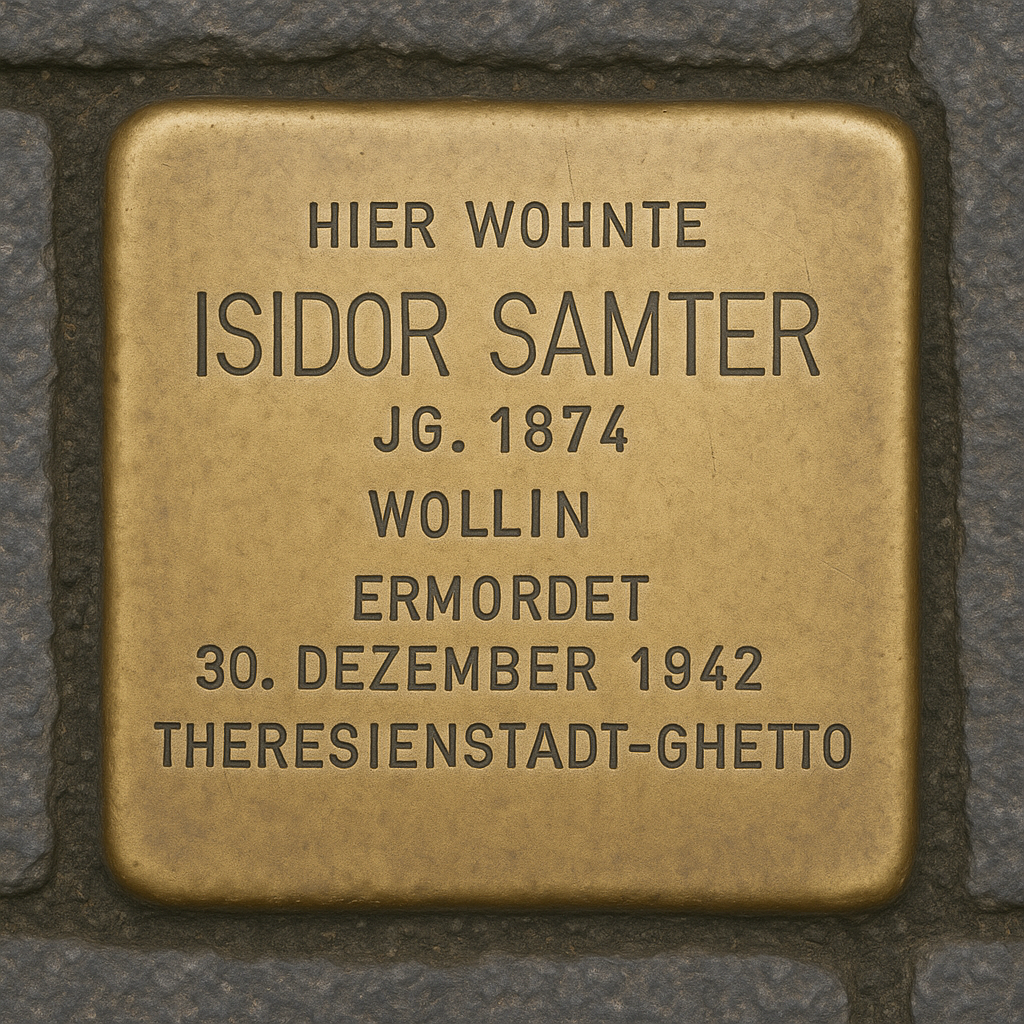 HIER WOHNTE
ISIDOR SAMTER
JG. 1874
WOLLIN
ERMORDET
30. DEZEMBER 1942
THERESIENSTADT-GHETTO